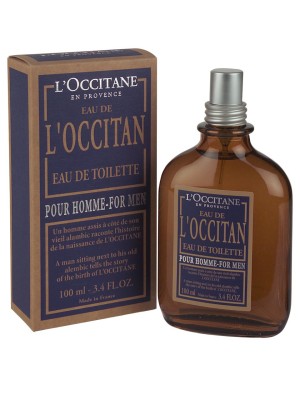 L'OCCITANE
EN PROVENCE
EAU DE
L'OCCITAN
EAU DE TOILETTE
POUR HOMME-FOR MEN
Un homme assis à côté de son
vieil alambic raconte l'histoire
de la naissance de L'OCCITANE
A man sitting next to his old
alembic tells the story
of the birth of L'OCCITANE
100 ml - 3.4 FL.OZ.
Made in France
L'OCCITANE
EN PROVENCE
EAU DE
L'OCCITAN
EAU DE TOILETTE
POUR HOMME-FOR MEN
100 ml
3.4 FL.OZ.